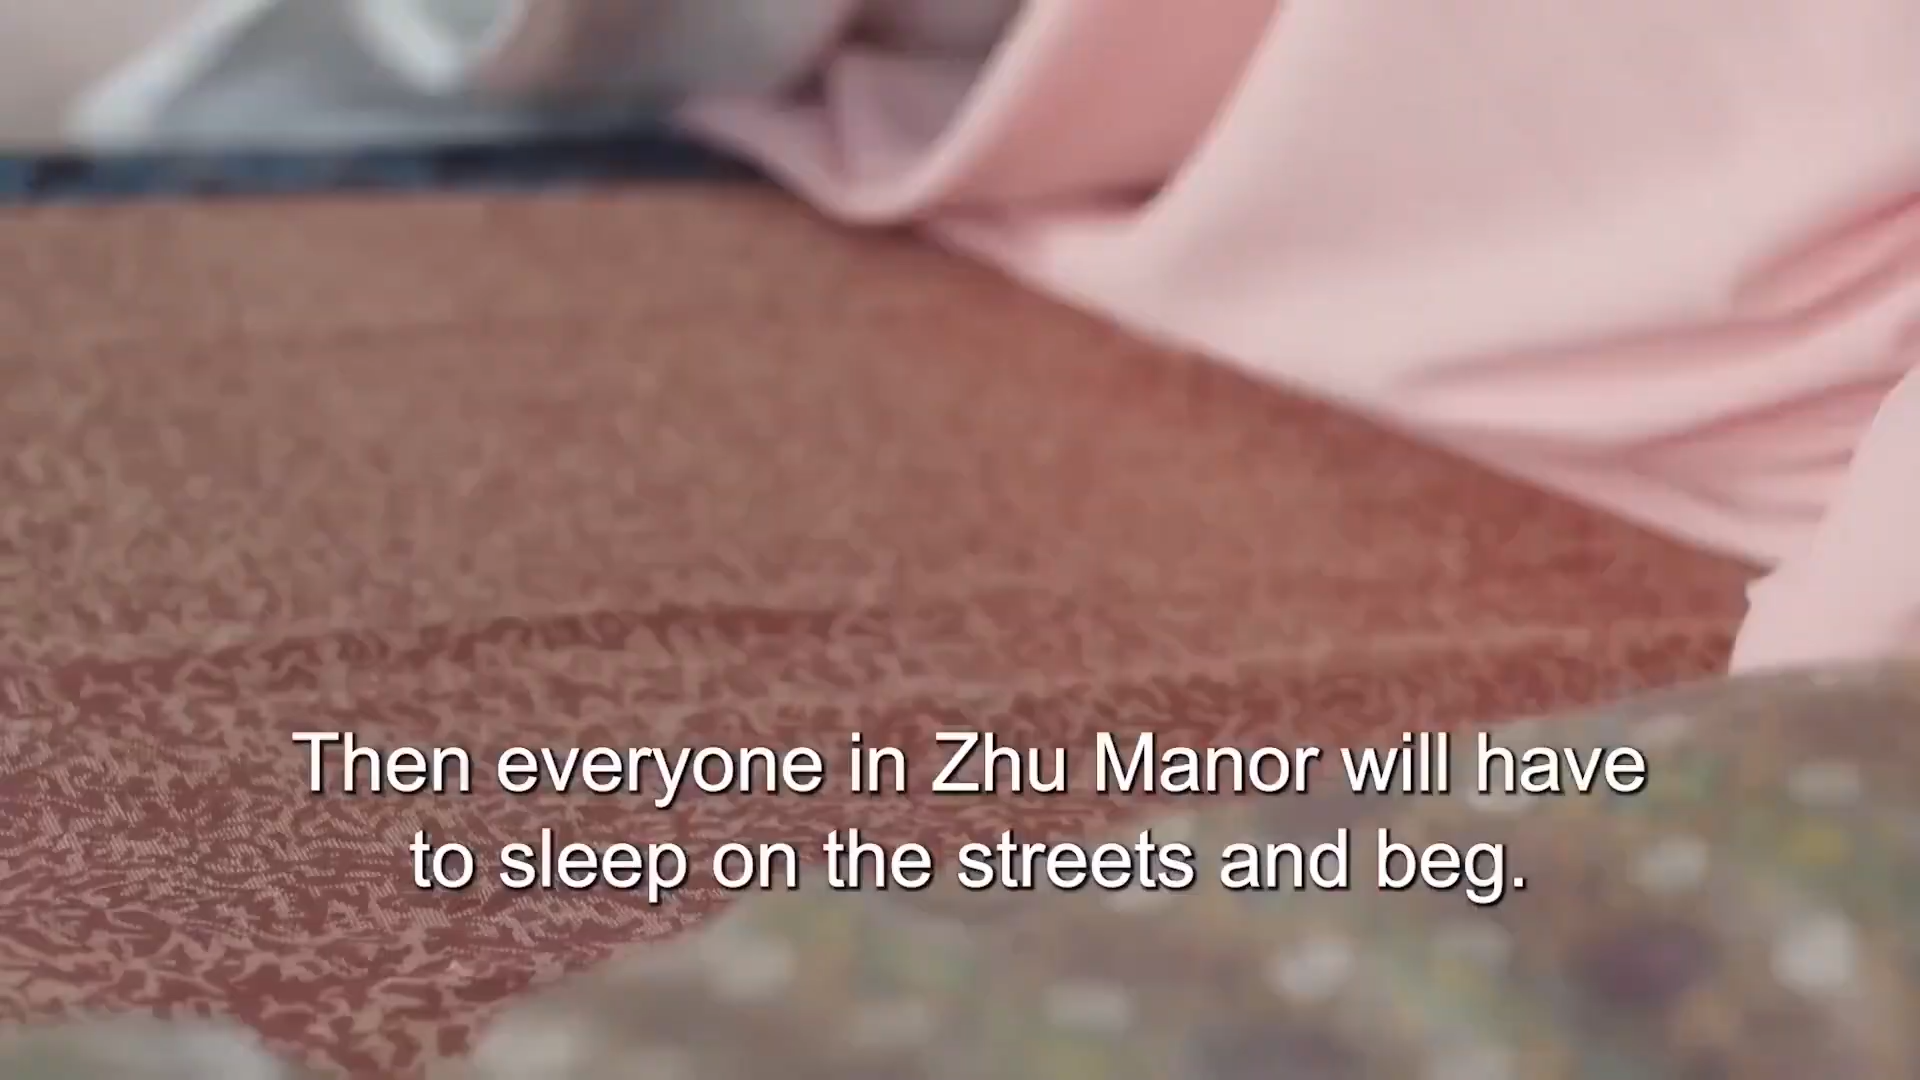 Then everyone in Zhu Manor will have
to sleep on the streets and beg.